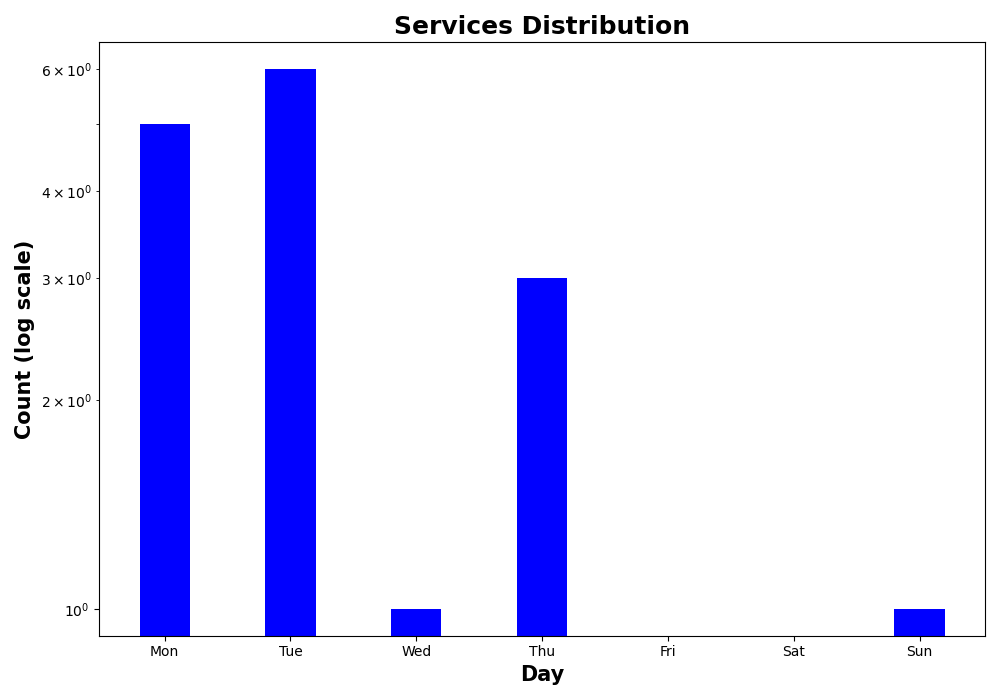 Services Distribution
Count (log scale)
6 × 10⁰
4 × 10⁰
3 × 10⁰
2 × 10⁰
10⁰
Mon Tue Wed Thu Fri Sat Sun
Day